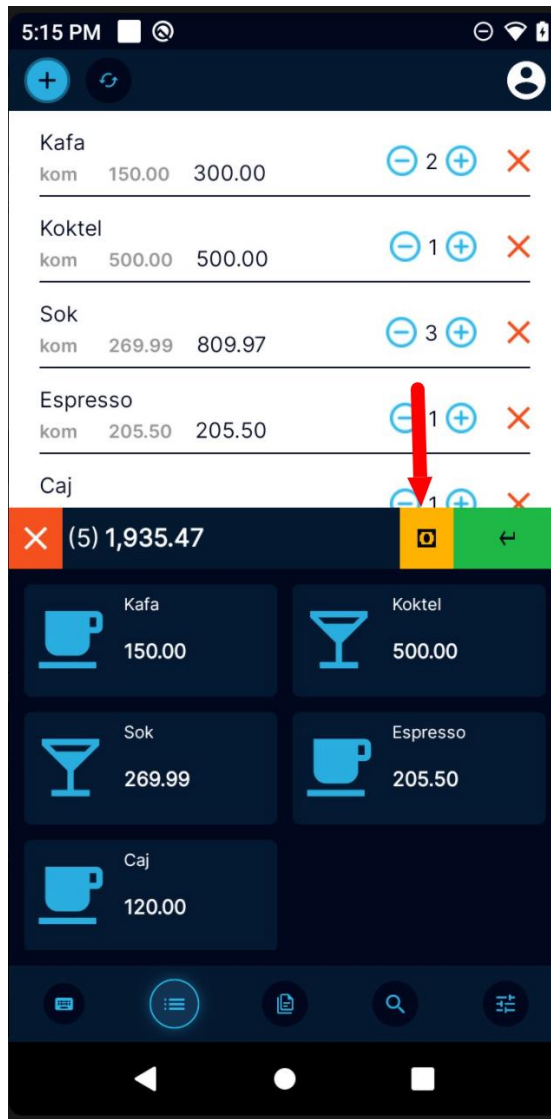 5:15 PM
Kafa
kom 150.00 300.00 2
Koktel
kom 500.00 500.00 1
Sok
kom 269.99 809.97 3
Espresso
kom 205.50 205.50 1
Caj
1
(5) 1,935.47
Kafa
150.00
Koktel
500.00
Sok
269.99
Espresso
205.50
Caj
120.00